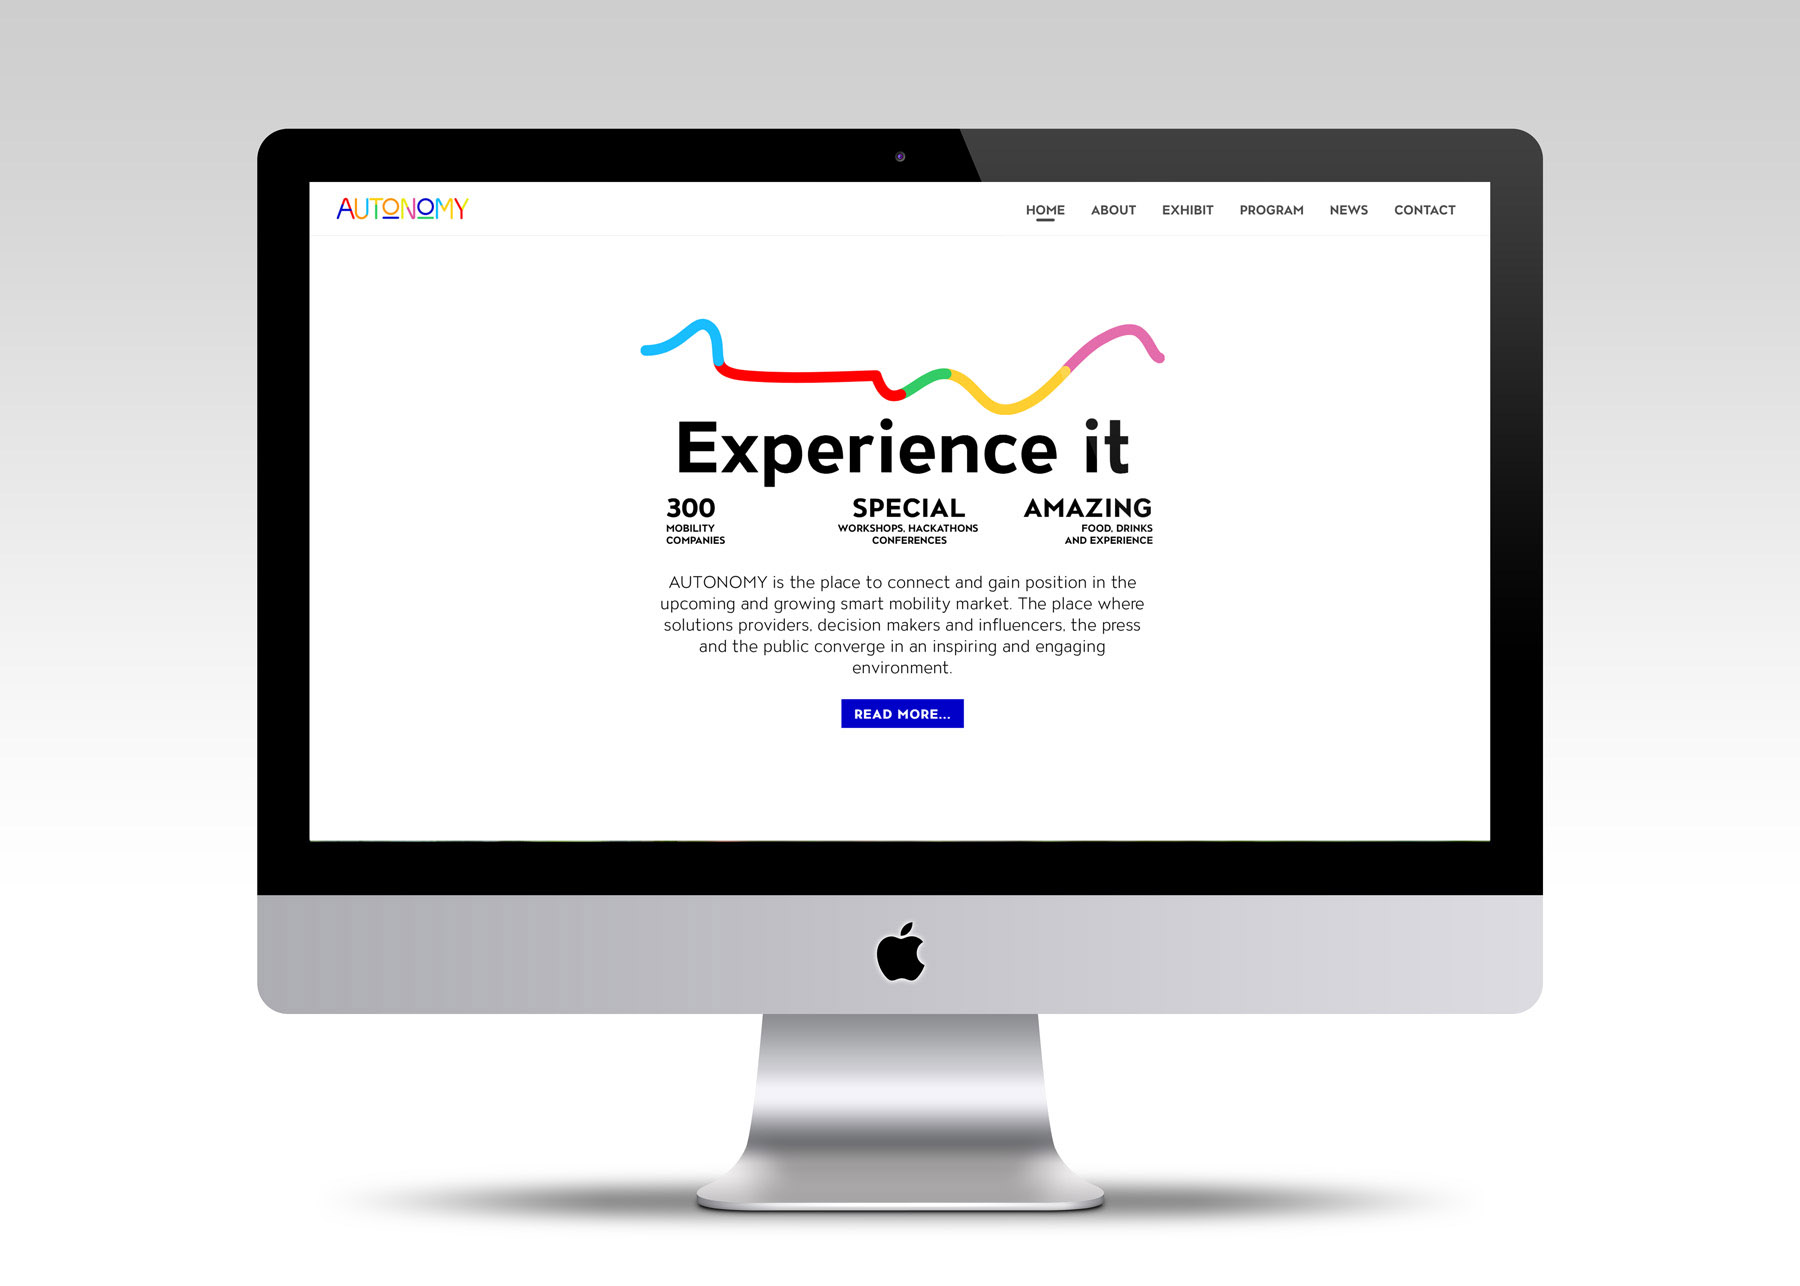 AUTONOMY
HOME ABOUT EXHIBIT PROGRAM NEWS CONTACT
Experience it
300
MOBILITY
COMPANIES
SPECIAL
WORKSHOPS, HACKATHONS
CONFERENCES
AMAZING
FOOD, DRINKS
AND EXPERIENCE
AUTONOMY is the place to connect and gain position in the
upcoming and growing smart mobility market. The place where
solutions providers, decision makers and influencers, the press
and the public converge in an inspiring and engaging
environment.
READ MORE...